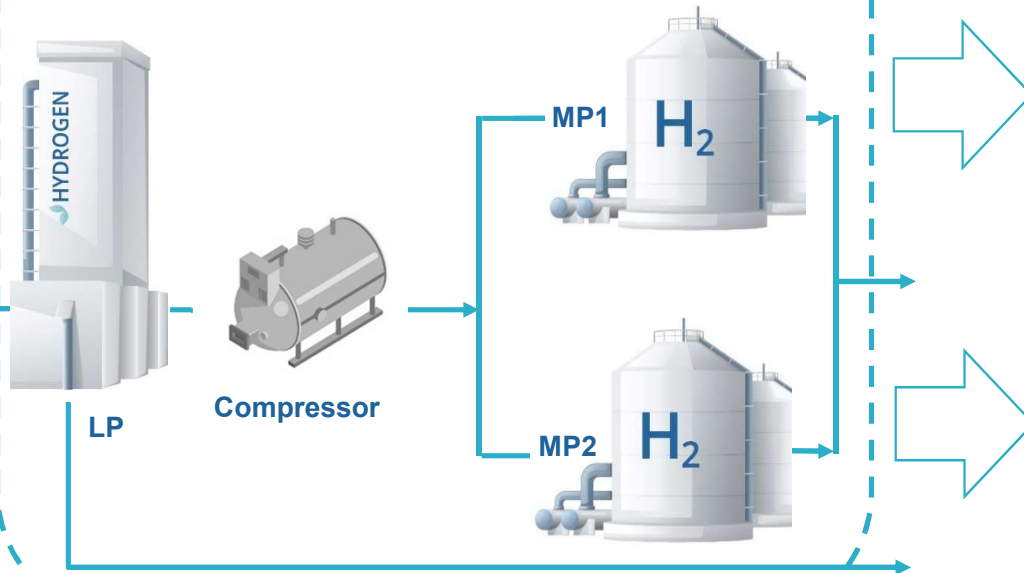 HYDROGEN
LP
Compressor
MP1
H₂
MP2
H₂